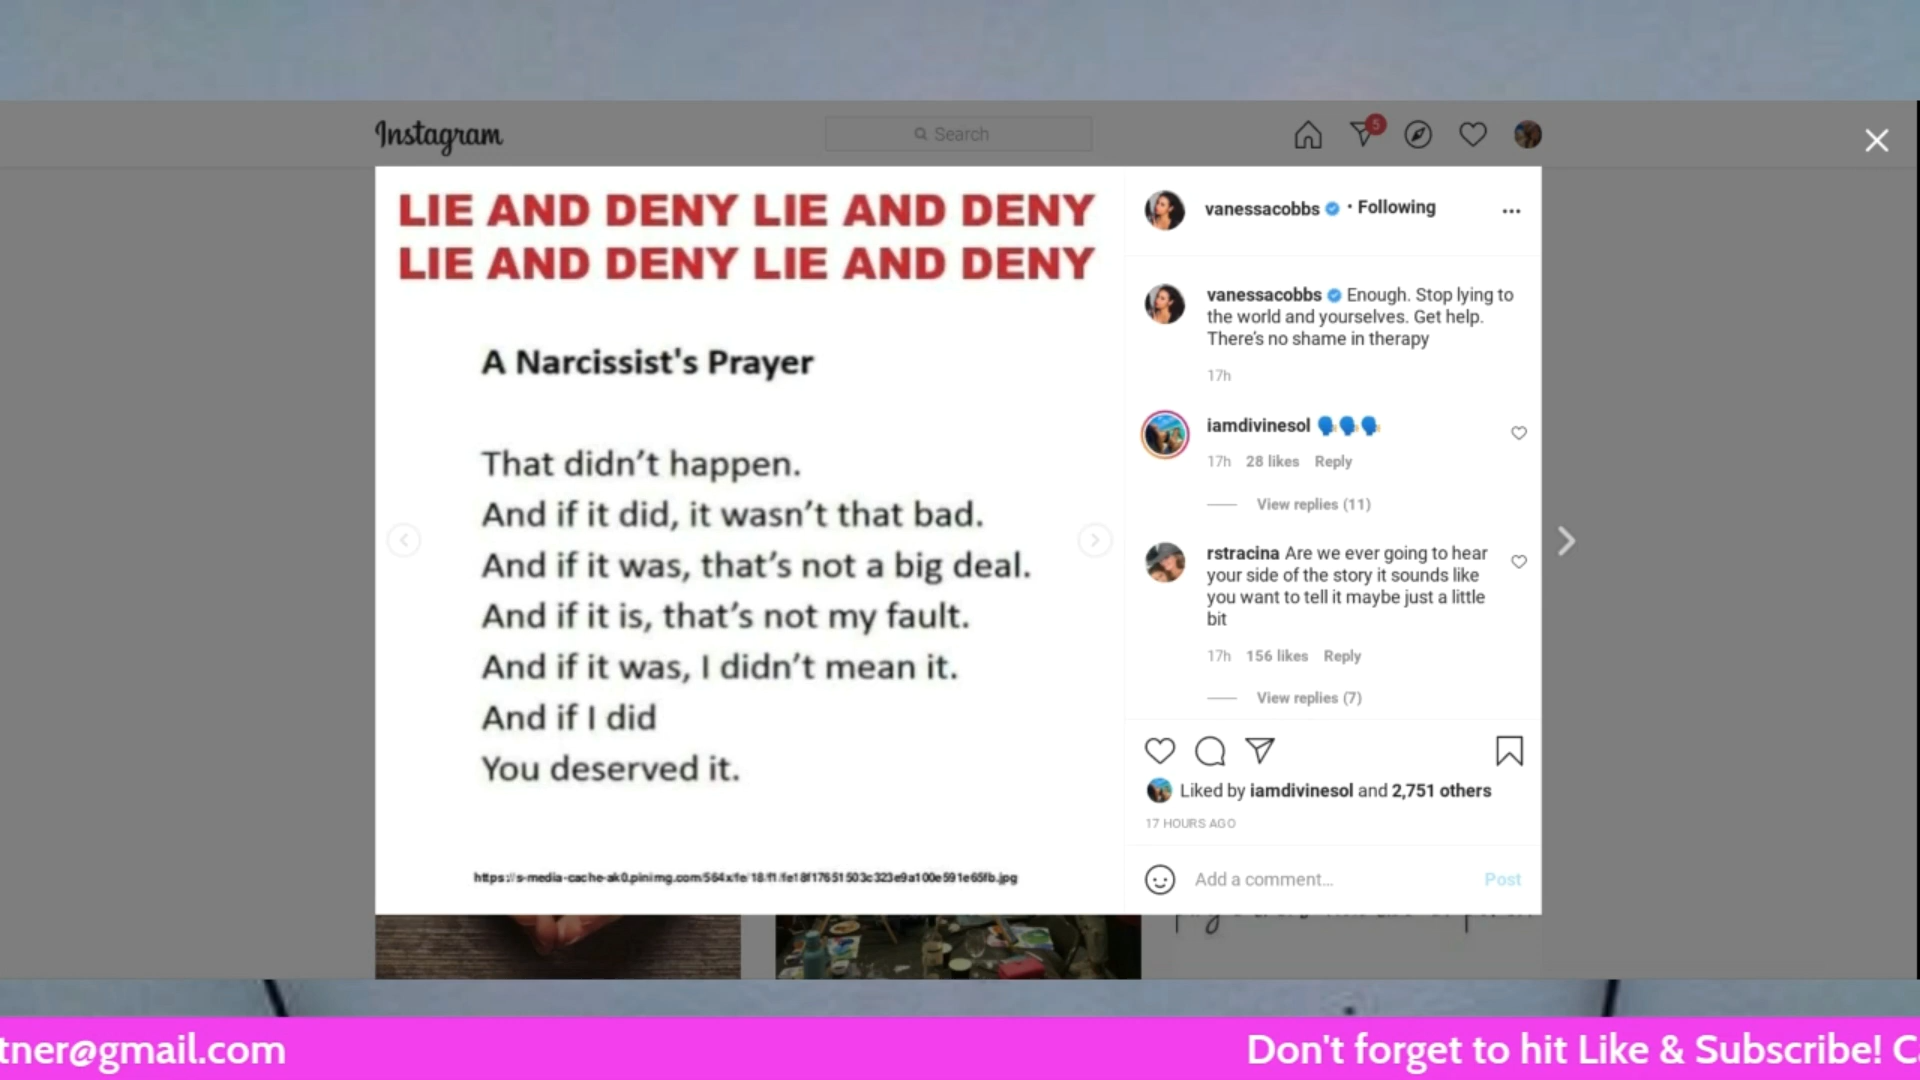 Instagram
Search
5
LIE AND DENY LIE AND DENY
LIE AND DENY LIE AND DENY
A Narcissist's Prayer
That didn't happen.
And if it did, it wasn't that bad.
And if it was, that's not a big deal.
And if it is, that's not my fault.
And if it was, I didn't mean it.
And if I did
You deserved it.
vanessacobbs • Following
vanessacobbs Enough. Stop lying to
the world and yourselves. Get help.
There's no shame in therapy
17h
iamdivinesol
17h 28 likes Reply
View replies (11)
rstracina Are we ever going to hear
your side of the story it sounds like
you want to tell it maybe just a little
bit
17h 156 likes Reply
View replies (7)
Liked by iamdivinesol and 2,751 others
17 HOURS AGO
Add a comment... Post
tner@gmail.com
Don't forget to hit Like & Subscribe! C